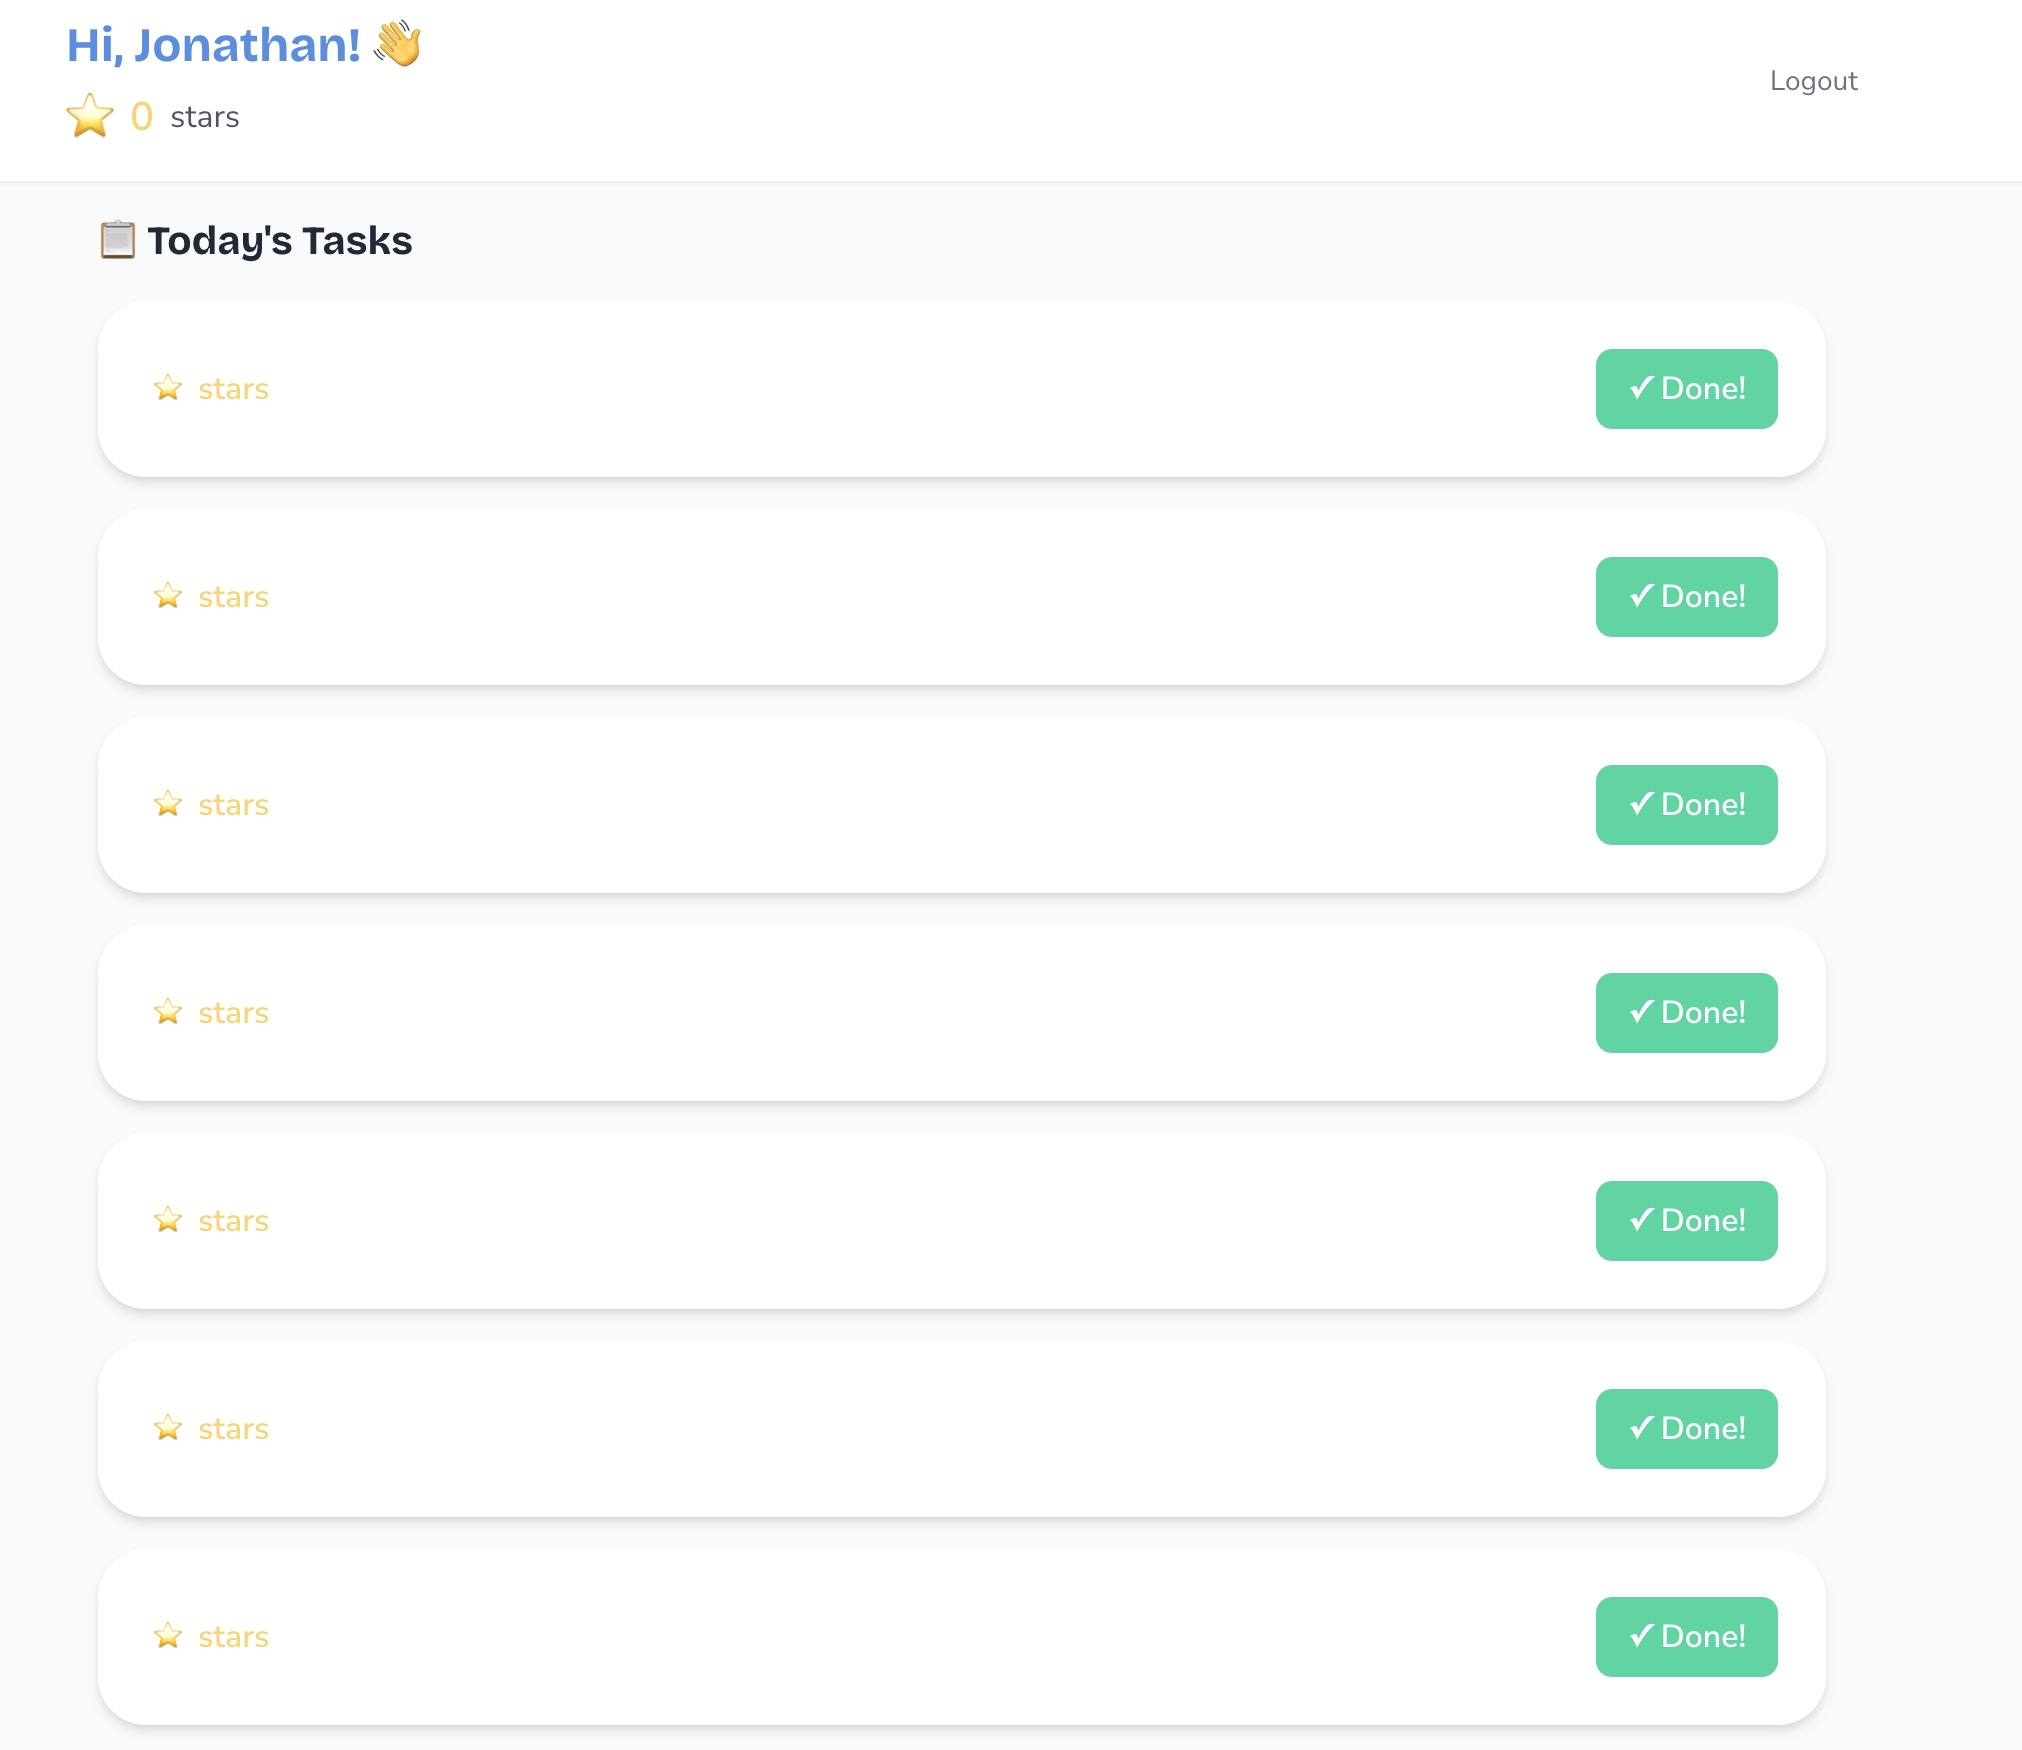 Hi, Jonathan! 👋
⭐ 0 stars
Logout
📋 Today's Tasks
⭐ stars
✓ Done!
⭐ stars
✓ Done!
⭐ stars
✓ Done!
⭐ stars
✓ Done!
⭐ stars
✓ Done!
⭐ stars
✓ Done!
⭐ stars
✓ Done!